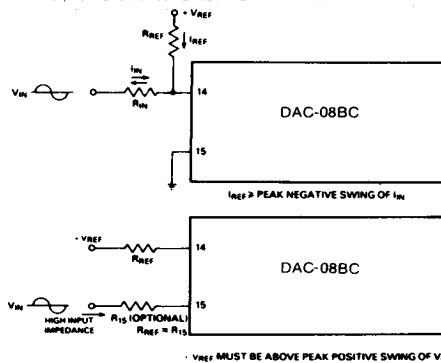 + VREF
RREF
IREF
iIN
VIN
RIN
14
DAC-08BC
15
IREF ≥ PEAK NEGATIVE SWING OF iIN
+ VREF
RREF
14
DAC-08BC
VIN
15
HIGH INPUT
IMPEDANCE
R15 (OPTIONAL)
RREF = R15
+ VREF MUST BE ABOVE PEAK POSITIVE SWING OF V